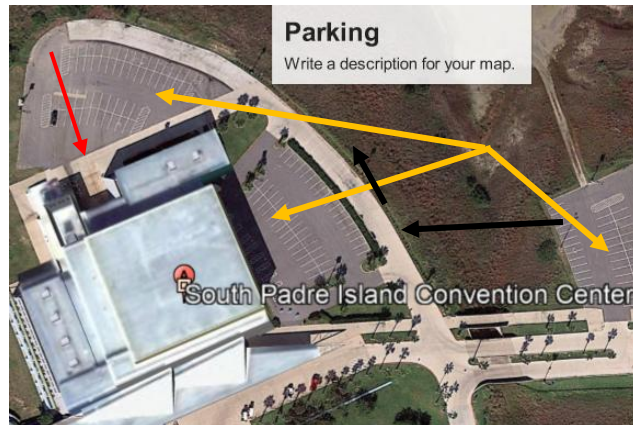 Parking
Write a description for your map.
South Padre Island Convention Center